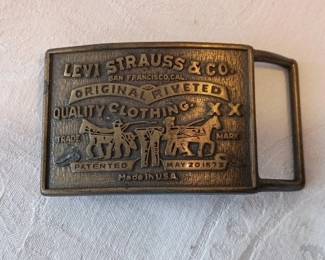 LEVI STRAUSS & CO.
SAN FRANCISCO, CAL.
ORIGINAL RIVETED
QUALITY CLOTHING XX
TRADE MARK
PATENTED MAY 20 1873
Made in U.S.A.